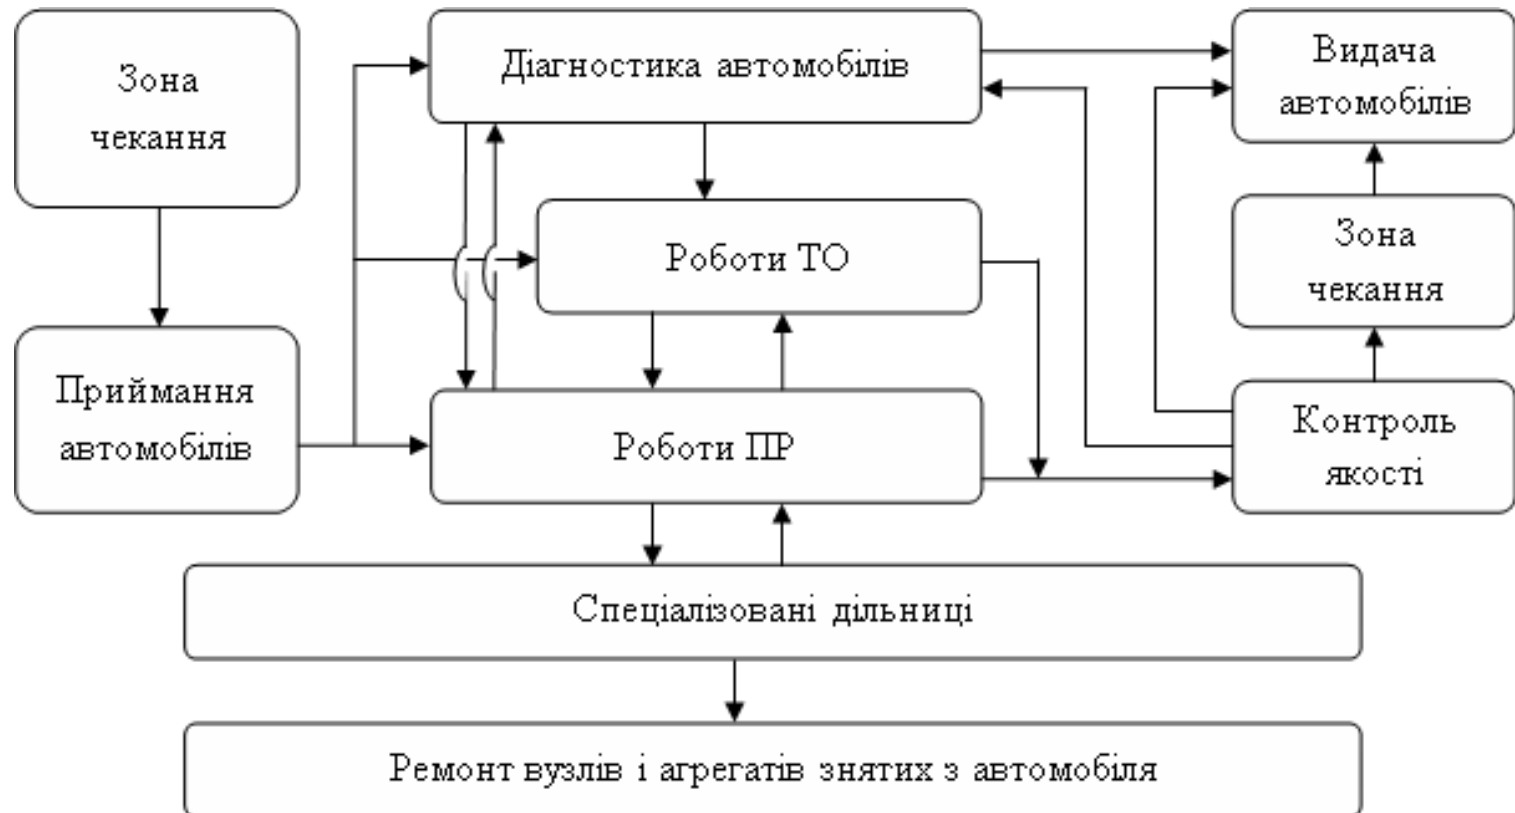 Зона
чекання
Діагностика автомобілів
Видача
автомобілів
Роботи ТО
Зона
чекання
Приймання
автомобілів
Роботи ПР
Контроль
якості
Спеціалізовані дільниці
Ремонт вузлів і агрегатів знятих з автомобіля